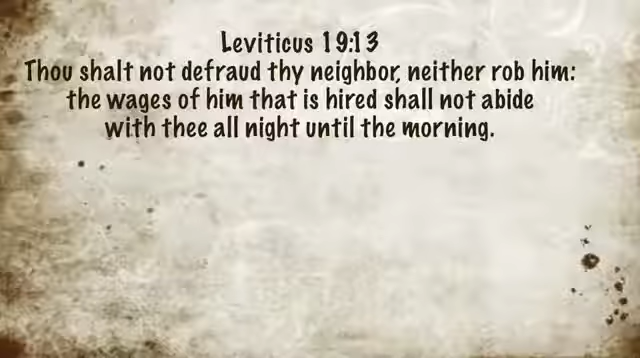 Leviticus 19:13
Thou shalt not defraud thy neighbor, neither rob him:
the wages of him that is hired shall not abide
with thee all night until the morning.